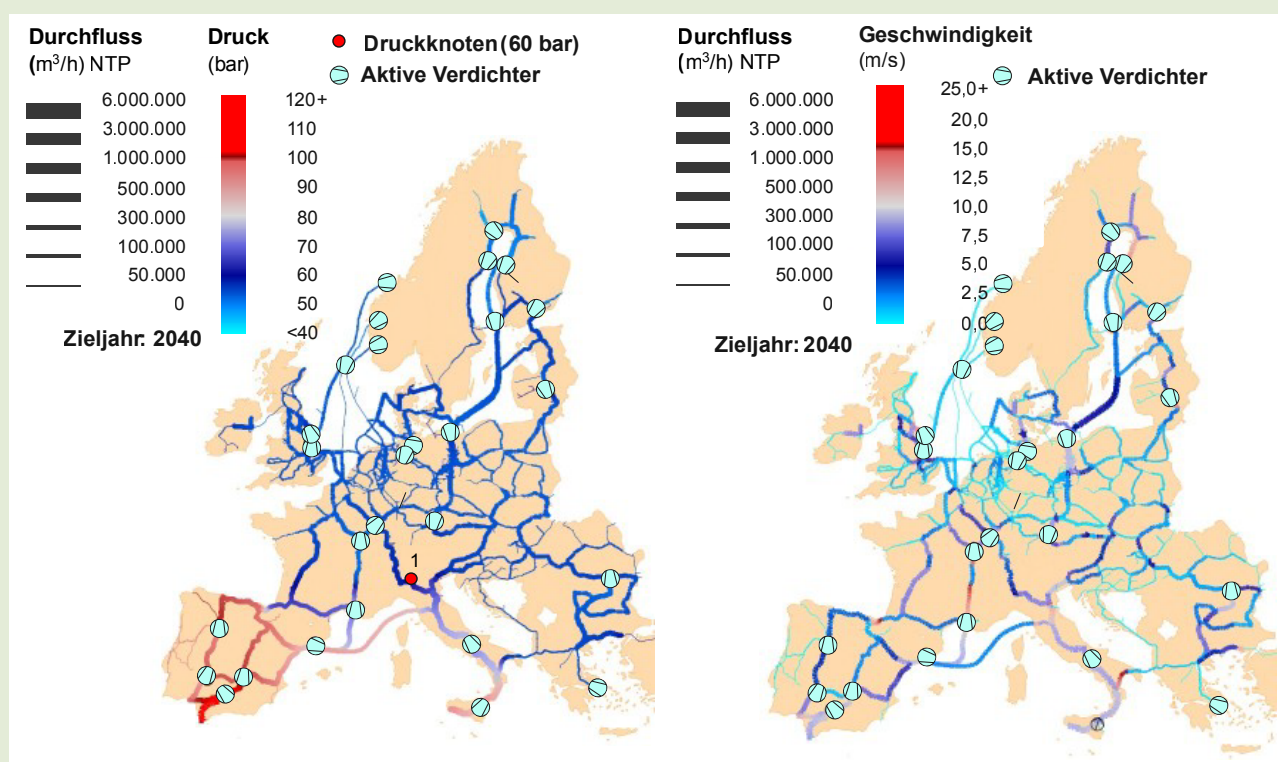 Durchfluss
(m³/h) NTP
6.000.000
3.000.000
1.000.000
500.000
300.000
100.000
50.000
0
Druck
(bar)
120+
110
100
90
80
70
60
50
<40
Druckknoten (60 bar)
Aktive Verdichter
Zieljahr: 2040
1
Durchfluss
(m³/h) NTP
6.000.000
3.000.000
1.000.000
500.000
300.000
100.000
50.000
0
Geschwindigkeit
(m/s)
25,0+
20,0
15,0
12,5
10,0
7,5
5,0
2,5
0,0
Aktive Verdichter
Zieljahr: 2040